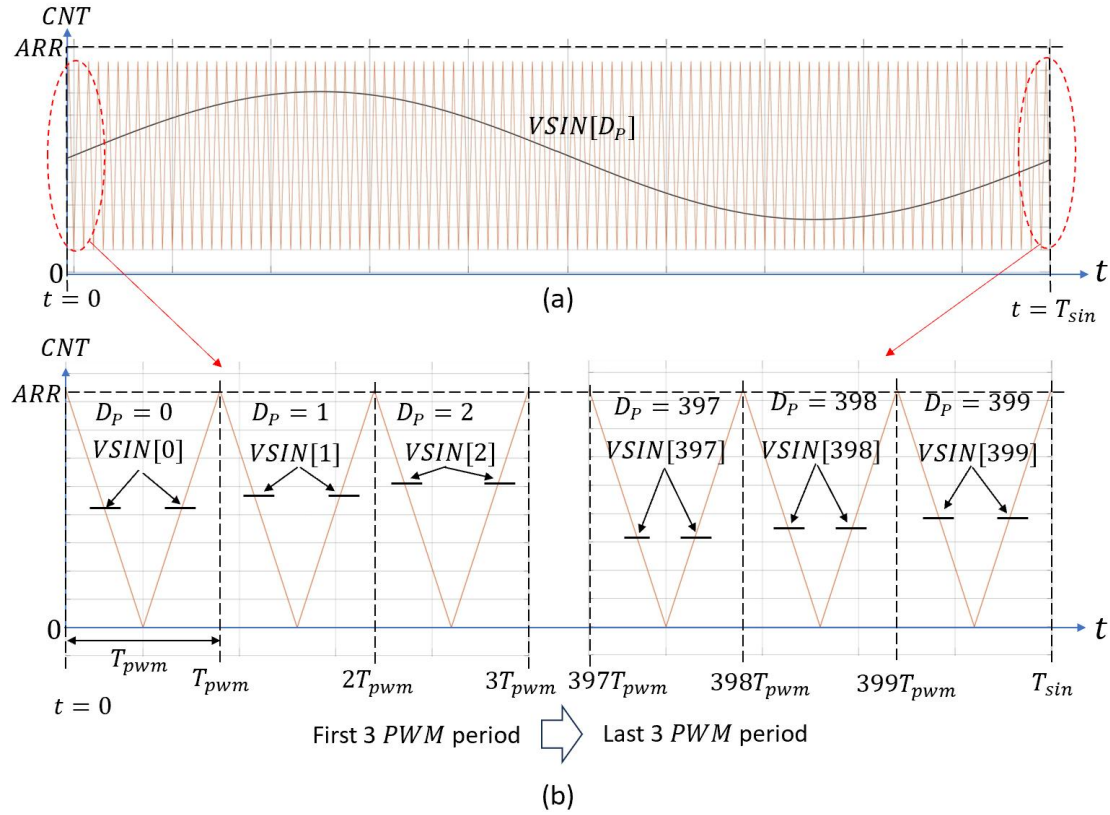 CNT
ARR
VSIN[D_P]
0
t
t = 0
(a)
t = T_sin
CNT
ARR
D_P = 0
D_P = 1
D_P = 2
D_P = 397
D_P = 398
D_P = 399
VSIN[0]
VSIN[1]
VSIN[2]
VSIN[397]
VSIN[398]
VSIN[399]
0
t
T_pwm
T_pwm
2T_pwm
3T_pwm
397T_pwm
398T_pwm
399T_pwm
T_sin
t = 0
First 3 PWM period
Last 3 PWM period
(b)